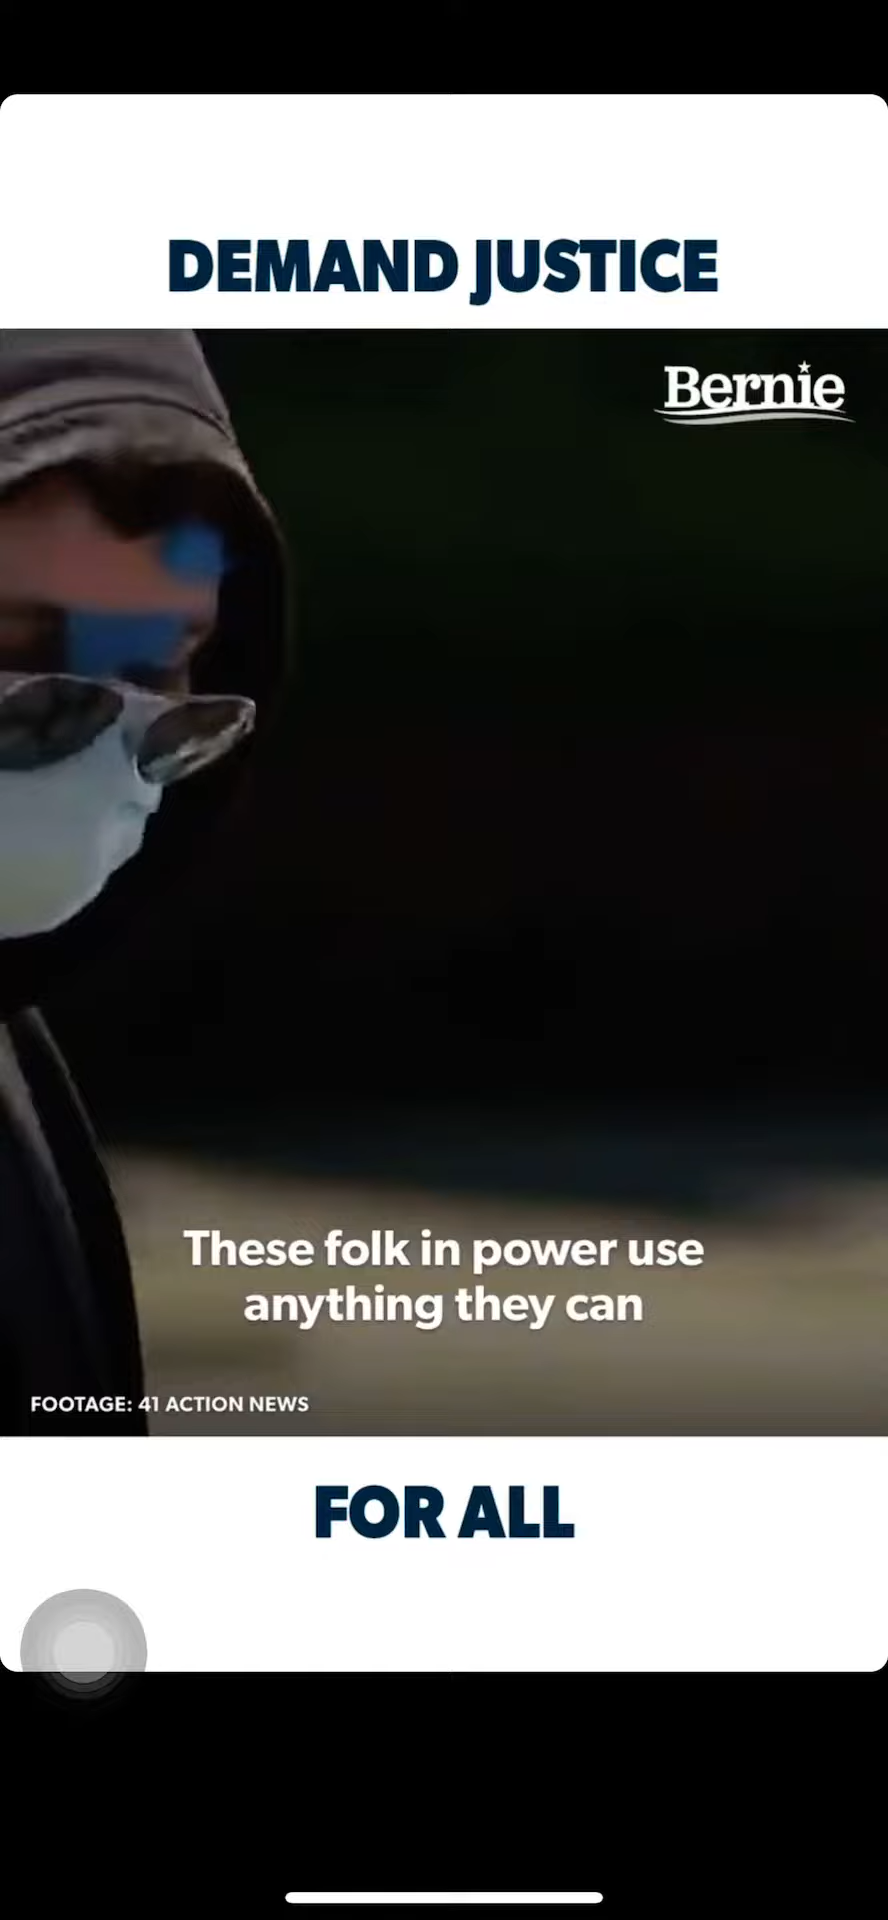 DEMAND JUSTICE
Bernie
These folk in power use
anything they can
FOOTAGE: 41 ACTION NEWS
FOR ALL